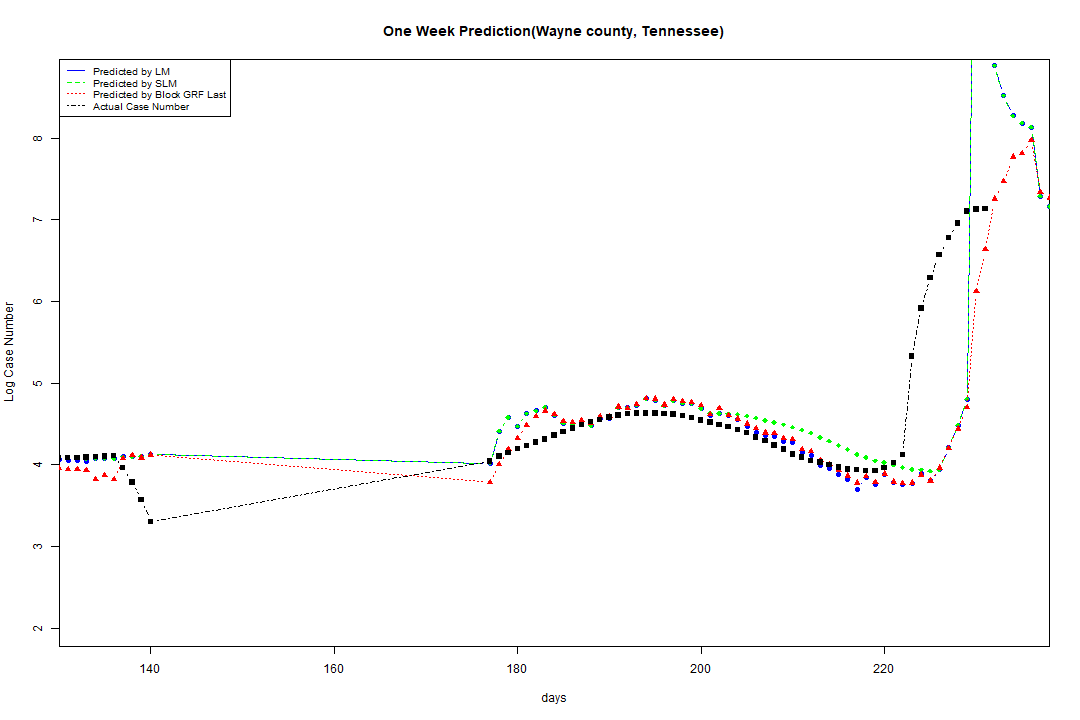 One Week Prediction(Wayne county, Tennessee)
Predicted by LM
Predicted by SLM
Predicted by Block GRF Last
Actual Case Number
8
7
6
5
4
3
2
Log Case Number
140 160 180 200 220
days